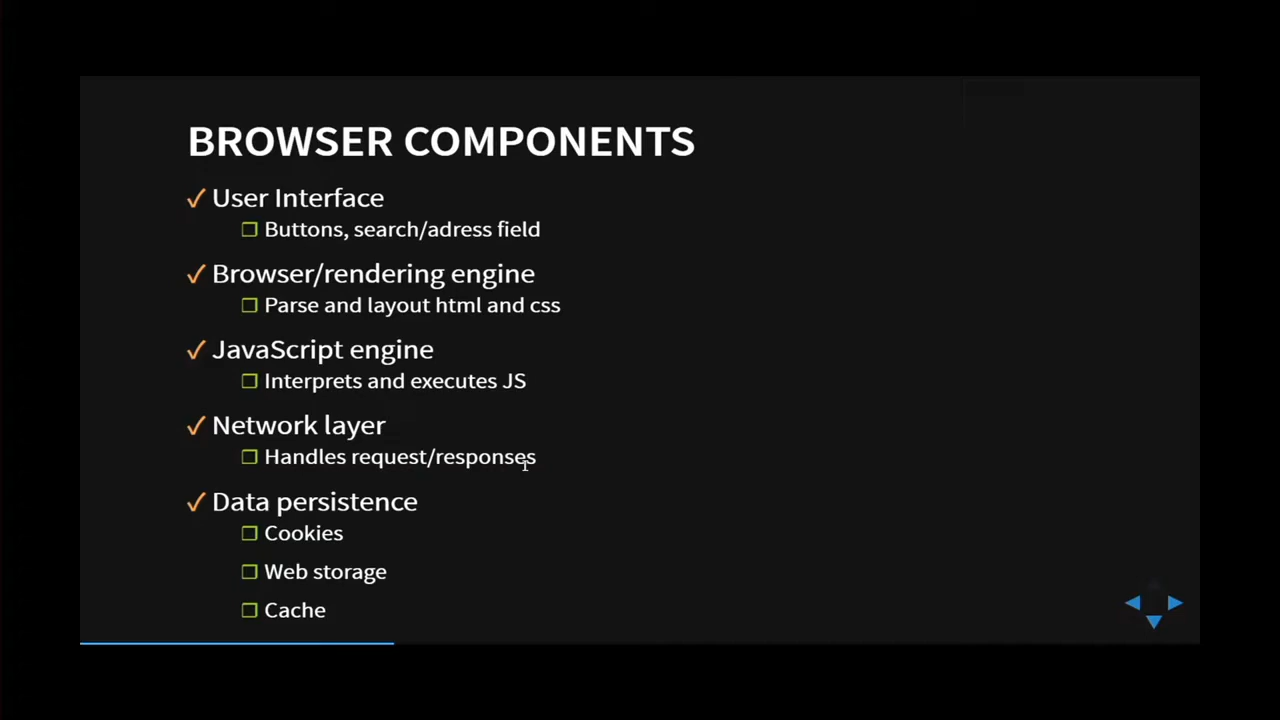 BROWSER COMPONENTS
✓ User Interface
❒ Buttons, search/adress field
✓ Browser/rendering engine
❒ Parse and layout html and css
✓ JavaScript engine
❒ Interprets and executes JS
✓ Network layer
❒ Handles request/responses
✓ Data persistence
❒ Cookies
❒ Web storage
❒ Cache